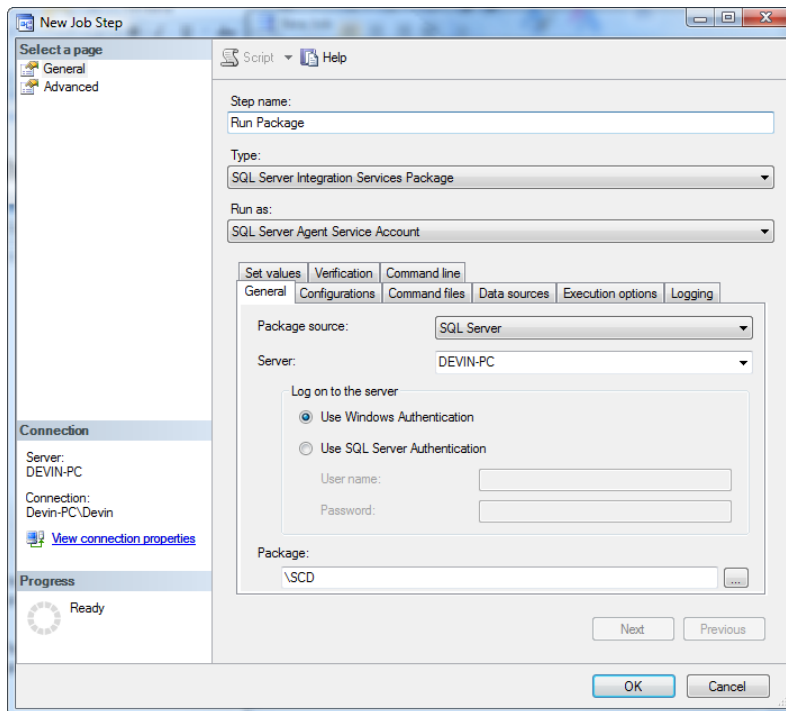 New Job Step
Select a page
General
Advanced
Script
Help
Step name:
Run Package
Type:
SQL Server Integration Services Package
Run as:
SQL Server Agent Service Account
Set values Verification Command line
General Configurations Command files Data sources Execution options Logging
Package source: SQL Server
Server: DEVIN-PC
Log on to the server
Use Windows Authentication
Use SQL Server Authentication
User name:
Password:
Package:
\SCD
...
Next Previous
Connection
Server:
DEVIN-PC
Connection:
Devin-PC\Devin
View connection properties
Progress
Ready
OK Cancel